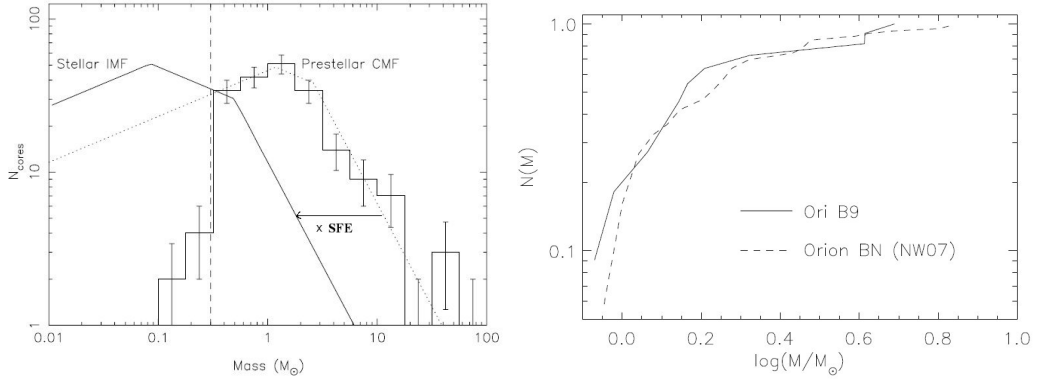 100
10
1
N_cores
Stellar IMF
Prestellar CMF
× SFE
0.01 0.1 1 10 100
Mass (M_⊙)
1.0
0.1
N(M)
Ori B9
Orion BN (NW07)
0.0 0.2 0.4 0.6 0.8 1.0
log(M/M_⊙)